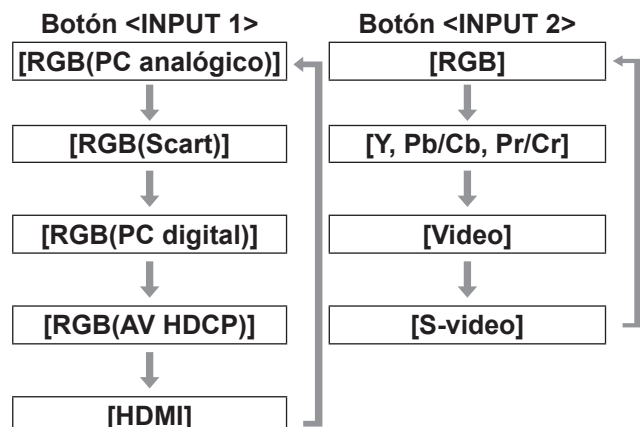 Botón <INPUT 1>
[RGB(PC analógico)]
[RGB(Scart)]
[RGB(PC digital)]
[RGB(AV HDCP)]
[HDMI]
Botón <INPUT 2>
[RGB]
[Y, Pb/Cb, Pr/Cr]
[Video]
[S-video]